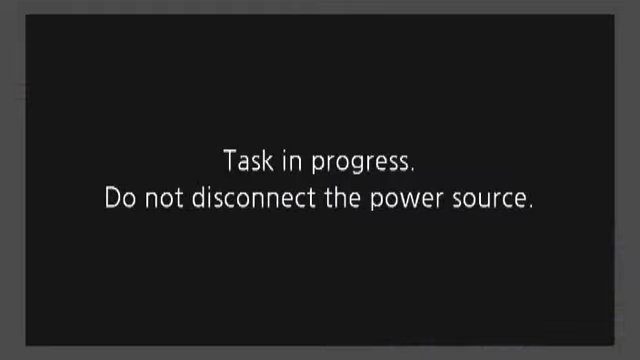 Task in progress.
Do not disconnect the power source.